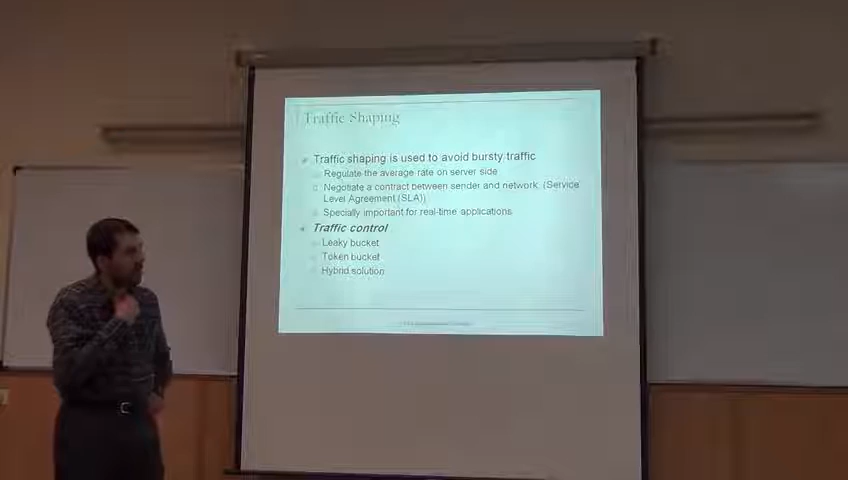 Traffic Shaping
Traffic shaping is used to avoid bursty traffic
Regulate the average rate on server side
Negotiate a contract between sender and network. (Service
Level Agreement (SLA))
Specially important for real-time applications
Traffic control
Leaky bucket
Token bucket
Hybrid solution